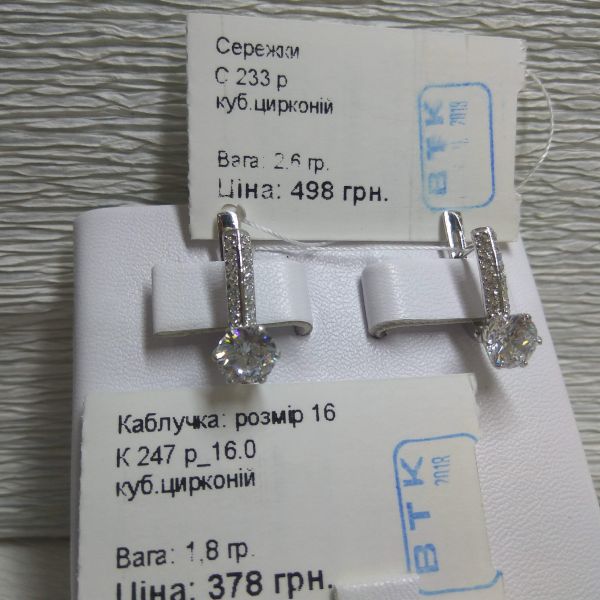 Сережки
С 233 р
куб.цирконій
Вага: 2,6 гр.
Ціна: 498 грн.
ВТК
2018
Каблучка: розмір 16
К 247 р_16.0
куб.цирконій
Вага: 1,8 гр.
Ціна: 378 грн.
ВТК
2018